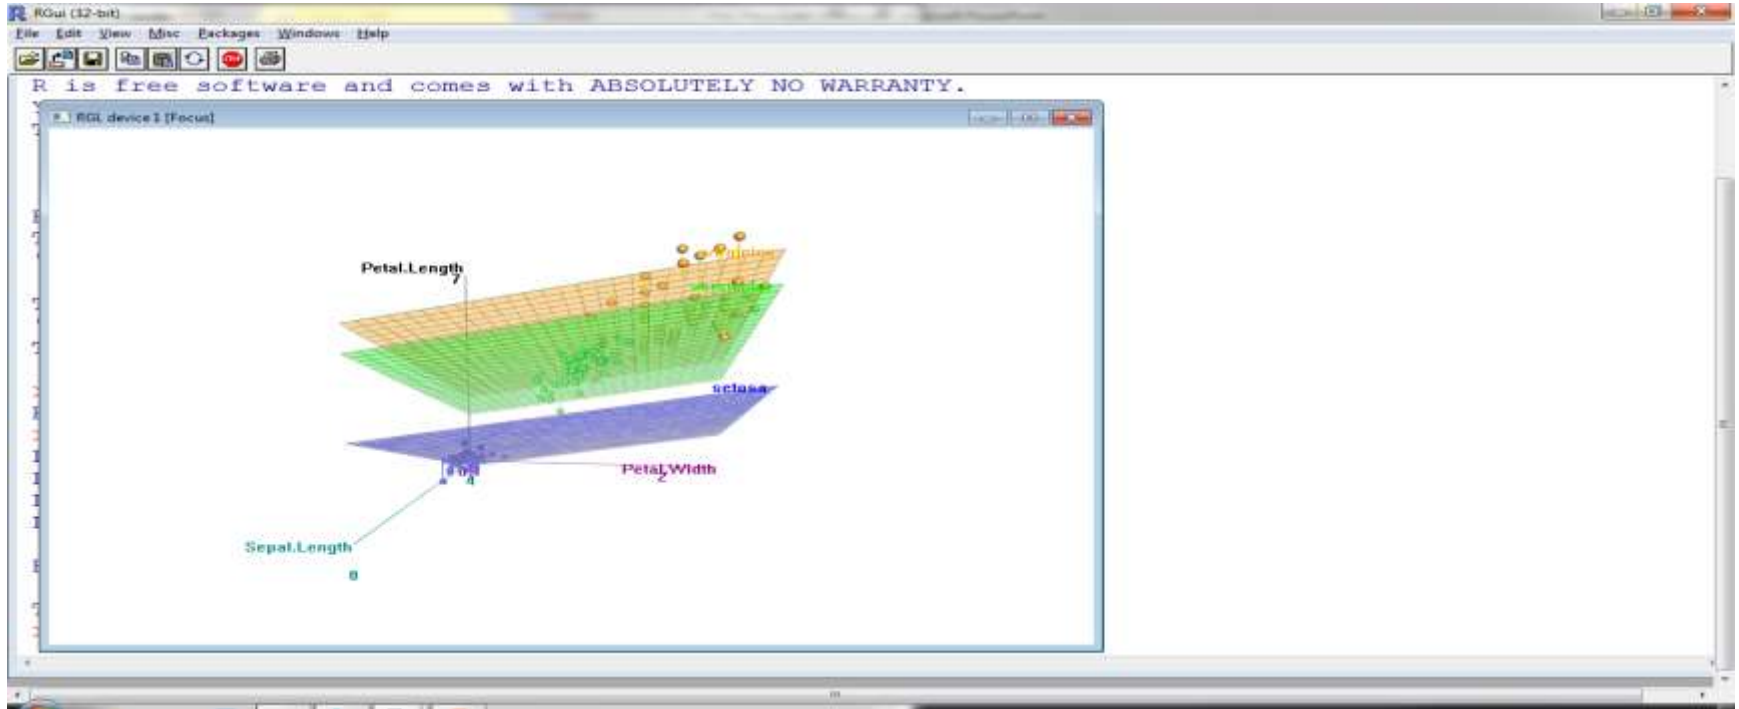 RGui (32-bit)
File Edit View Misc Packages Windows Help
R is free software and comes with ABSOLUTELY NO WARRANTY.
RGL device 1 [Focus]
Petal.Length
7
setosa
Petal.Width
2
4
Sepal.Length
8